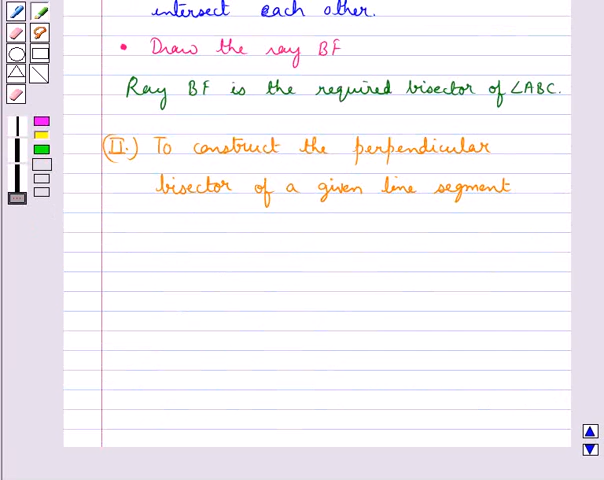 intersect each other.
• Draw the ray BF
Ray BF is the required bisector of ∠ABC.
(II.) To construct the perpendicular
bisector of a given line segment